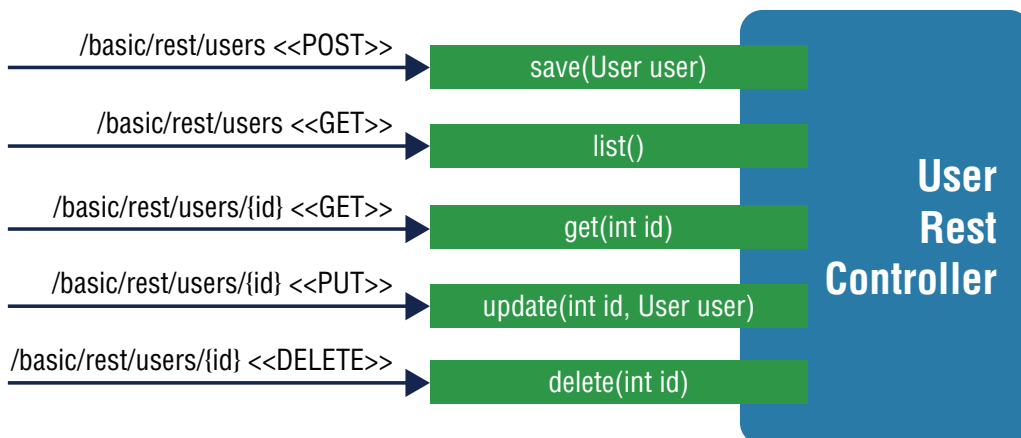 /basic/rest/users <<POST>>
save(User user)
/basic/rest/users <<GET>>
list()
/basic/rest/users/{id} <<GET>>
get(int id)
/basic/rest/users/{id} <<PUT>>
update(int id, User user)
/basic/rest/users/{id} <<DELETE>>
delete(int id)
User
Rest
Controller